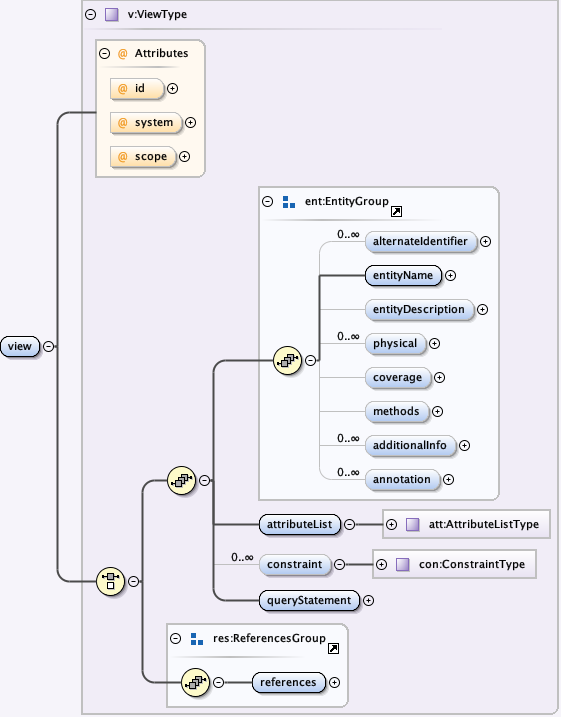 v:ViewType
@ Attributes
@ id
@ system
@ scope
ent:EntityGroup
0..∞
alternateIdentifier
entityName
entityDescription
0..∞
physical
view
coverage
methods
0..∞
additionalInfo
0..∞
annotation
attributeList
att:AttributeListType
0..∞
constraint
con:ConstraintType
queryStatement
res:ReferencesGroup
references